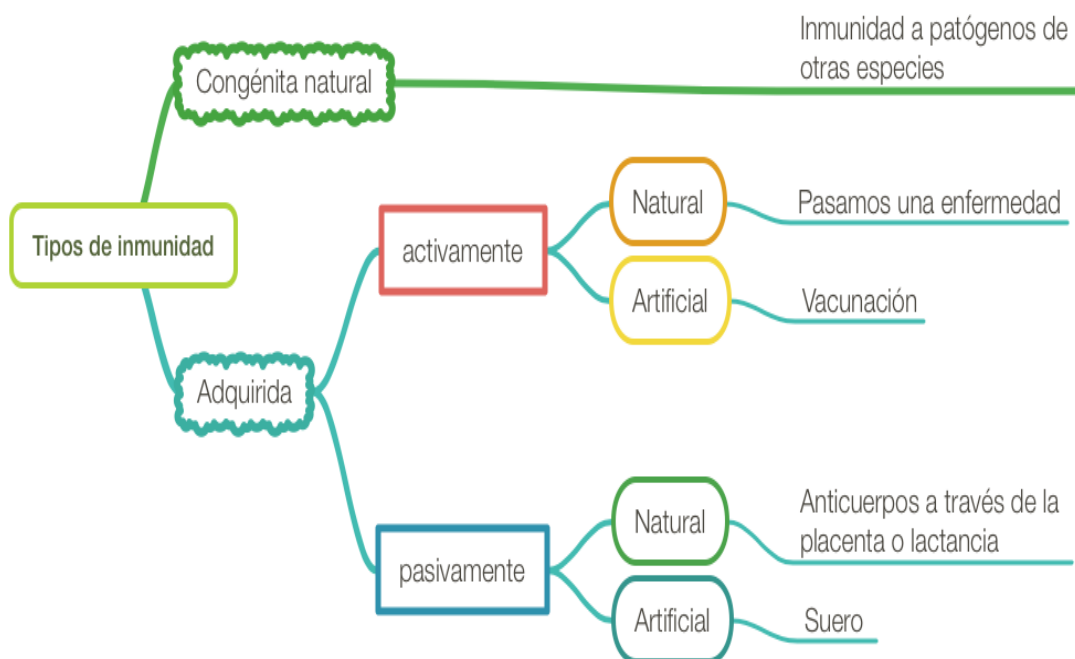 Tipos de inmunidad
Congénita natural
Inmunidad a patógenos de
otras especies
Adquirida
activamente
Natural
Pasamos una enfermedad
Artificial
Vacunación
pasivamente
Natural
Anticuerpos a través de la
placenta o lactancia
Artificial
Suero